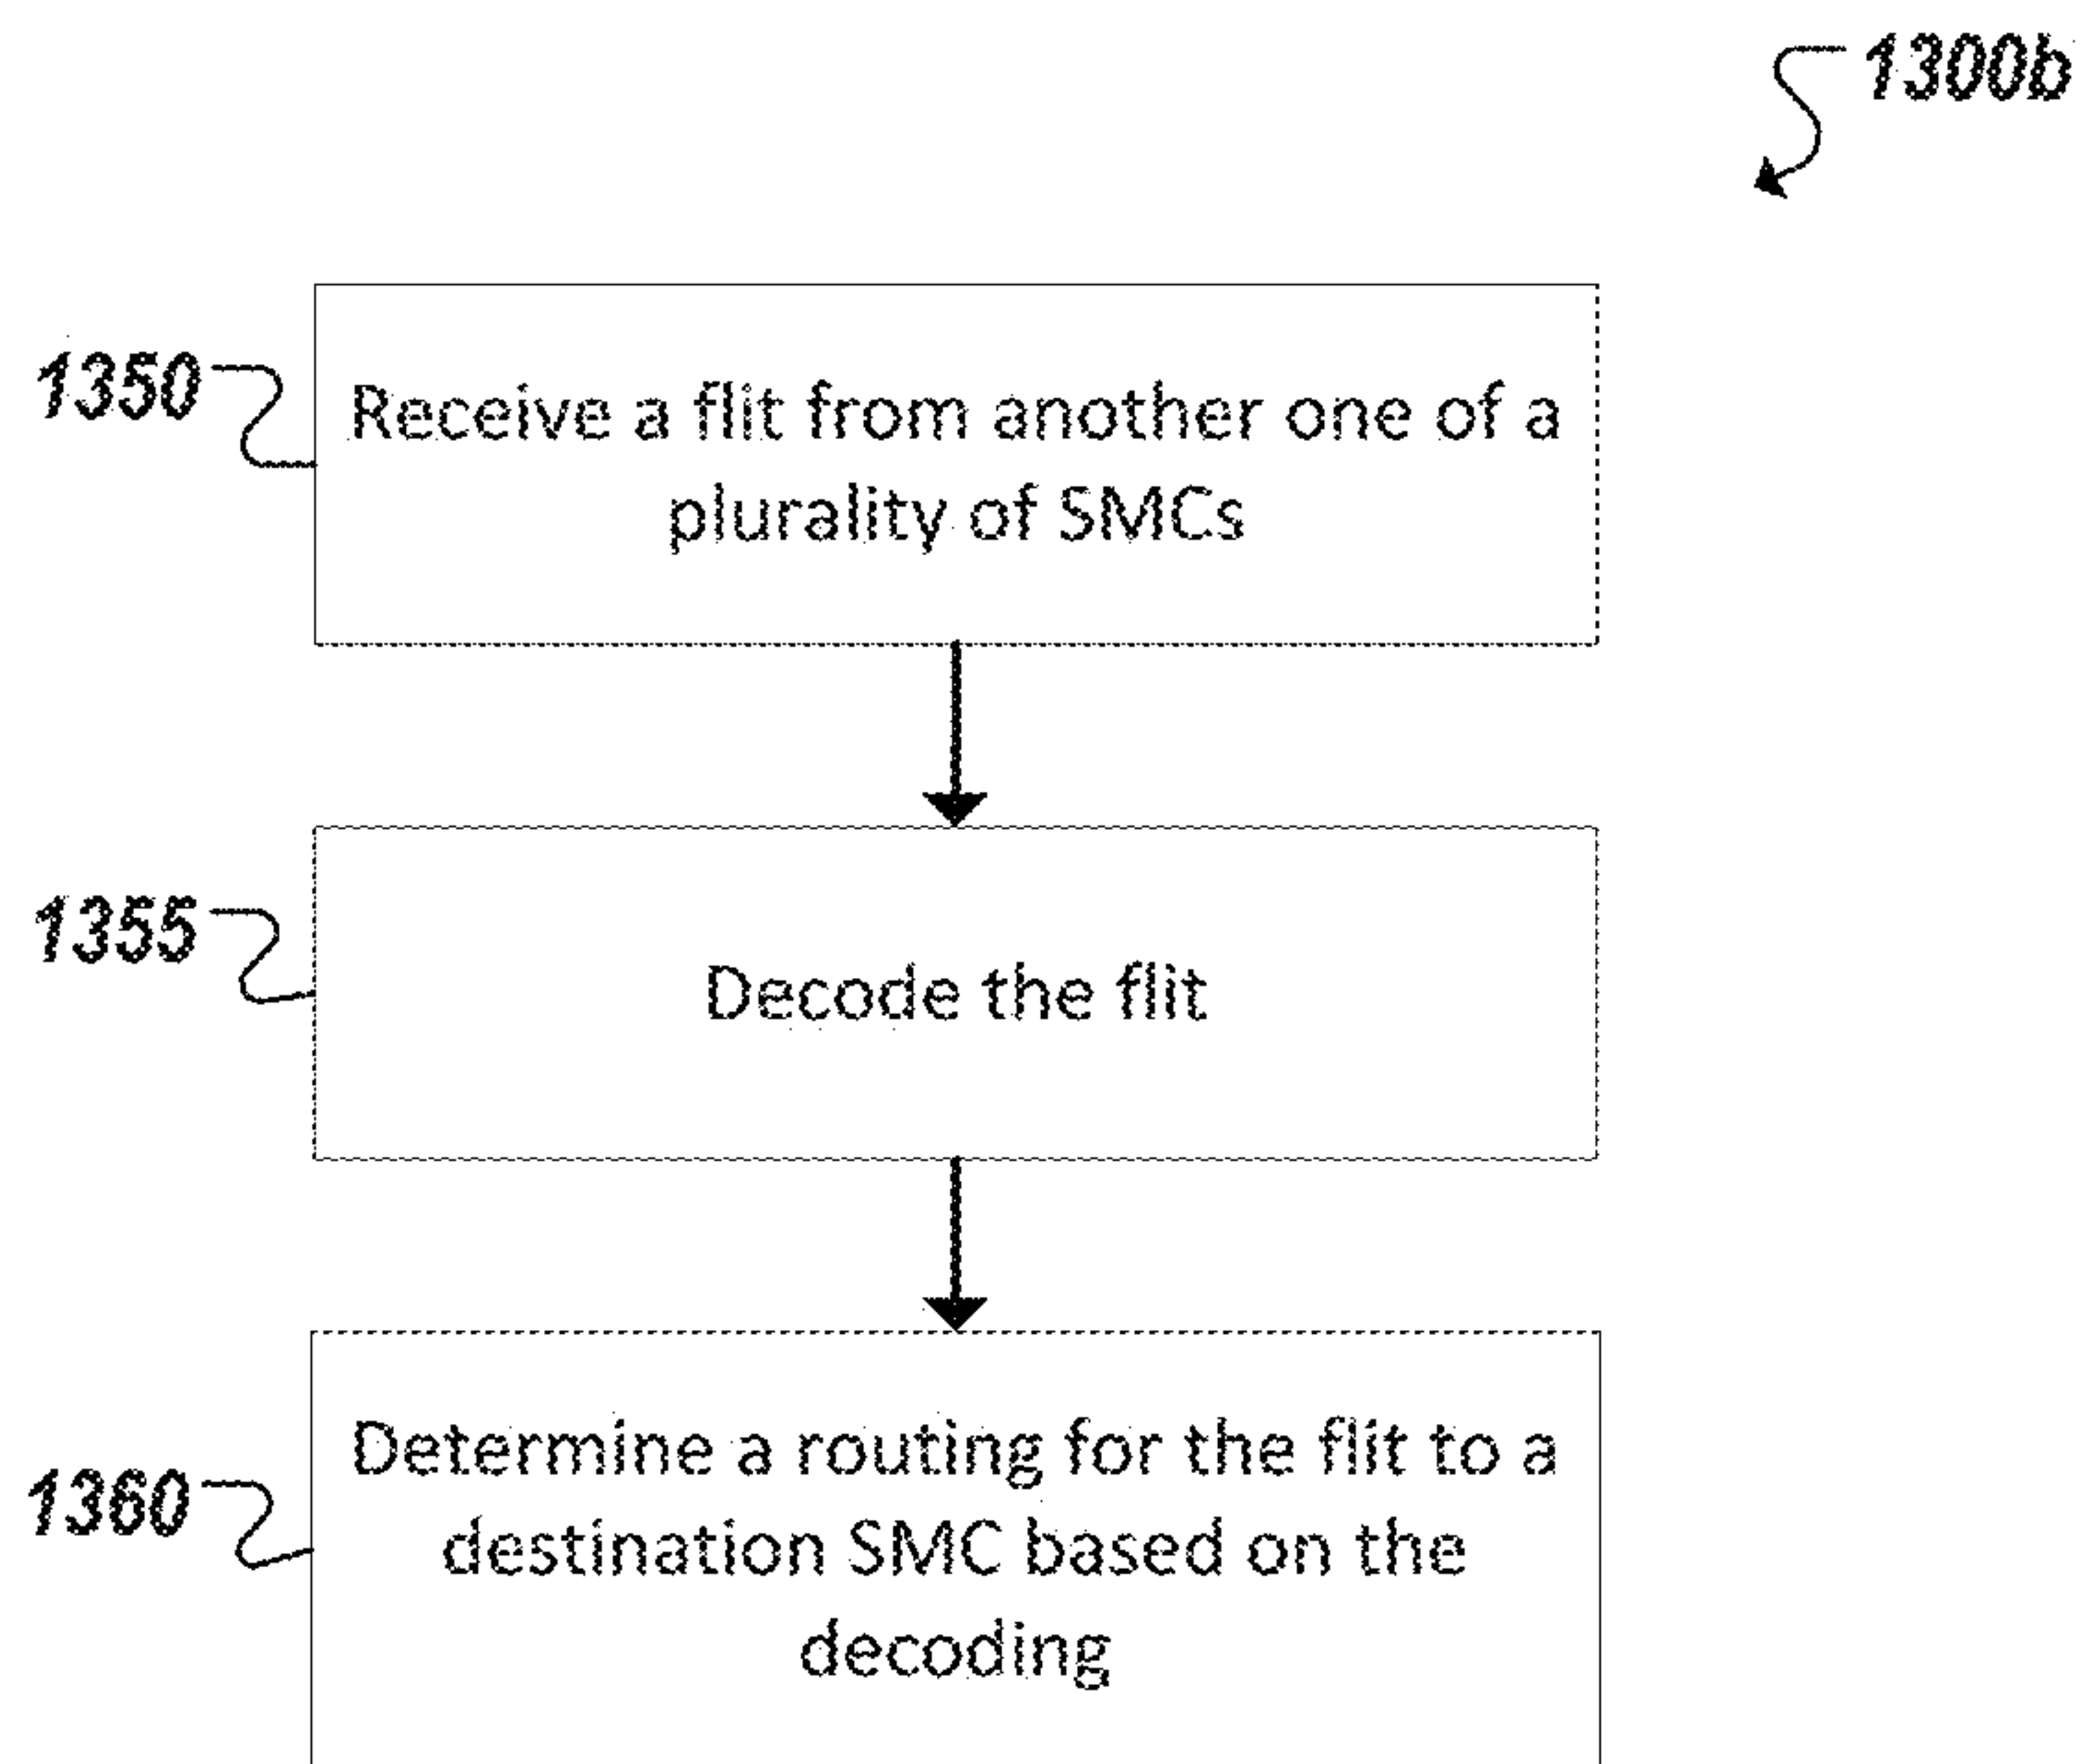 1300b
1350
Receive a flit from another one of a
plurality of SMCs
1355
Decode the flit
1360
Determine a routing for the flit to a
destination SMC based on the
decoding